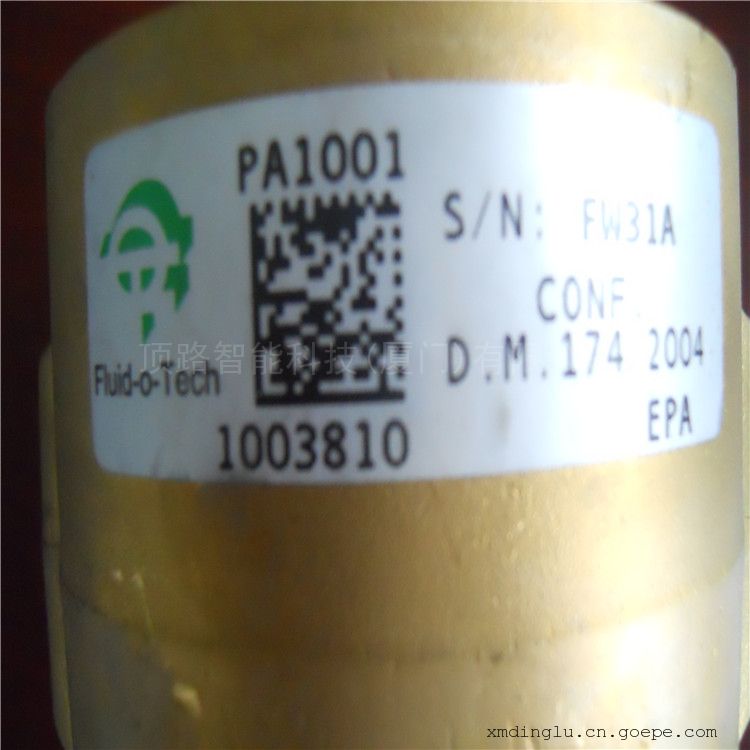 PA1001
S/N: FW31A
CONF.
D.M.174 2004
EPA
Fluid-o-Tech
1003810
顶路智能科技(厦门)有
xmdinglu.cn.goepe.com